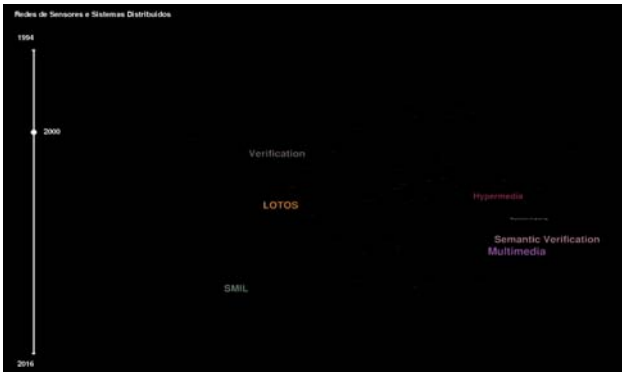 Redes de Sensores e Sistemas Distribuídos
1994
2000
Verification
Hypermedia
LOTOS
Semantic Verification
Multimedia
SMIL
2016